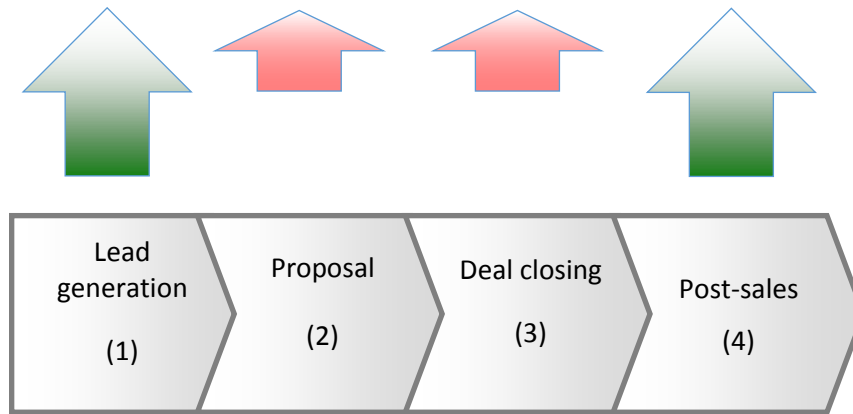 Lead
generation
(1)
Proposal
(2)
Deal closing
(3)
Post-sales
(4)